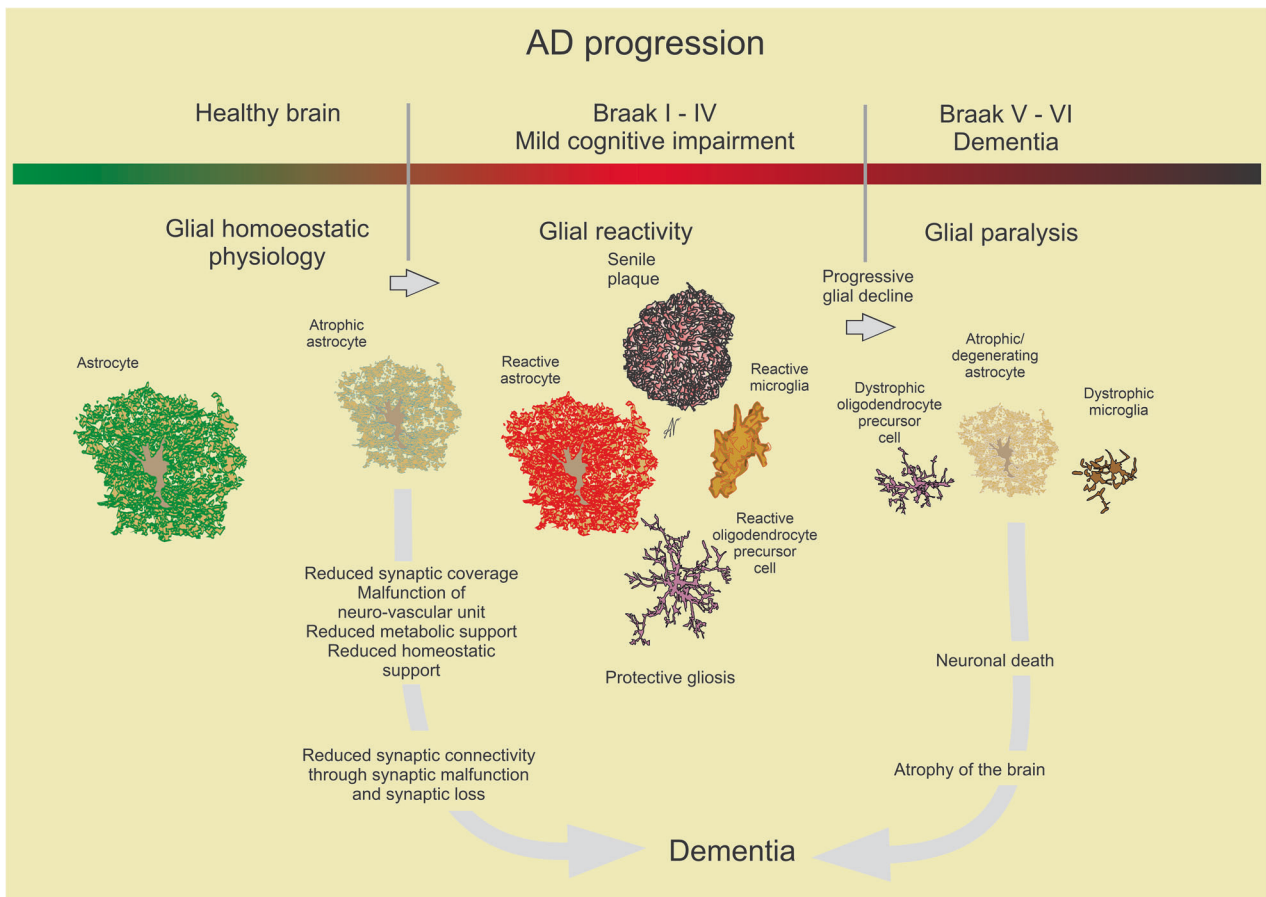 AD progression
Healthy brain
Braak I - IV
Mild cognitive impairment
Braak V - VI
Dementia
Glial homoeostatic
physiology
Glial reactivity
Glial paralysis
Senile
plaque
Progressive
glial decline
Atrophic
astrocyte
Astrocyte
Reactive
astrocyte
Reactive
microglia
Atrophic/
degenerating
astrocyte
Dystrophic
oligodendrocyte
precursor
cell
Dystrophic
microglia
Reactive
oligodendrocyte
precursor
cell
Reduced synaptic coverage
Malfunction of
neuro-vascular unit
Reduced metabolic support
Reduced homeostatic
support
Protective gliosis
Neuronal death
Reduced synaptic connectivity
through synaptic malfunction
and synaptic loss
Atrophy of the brain
Dementia